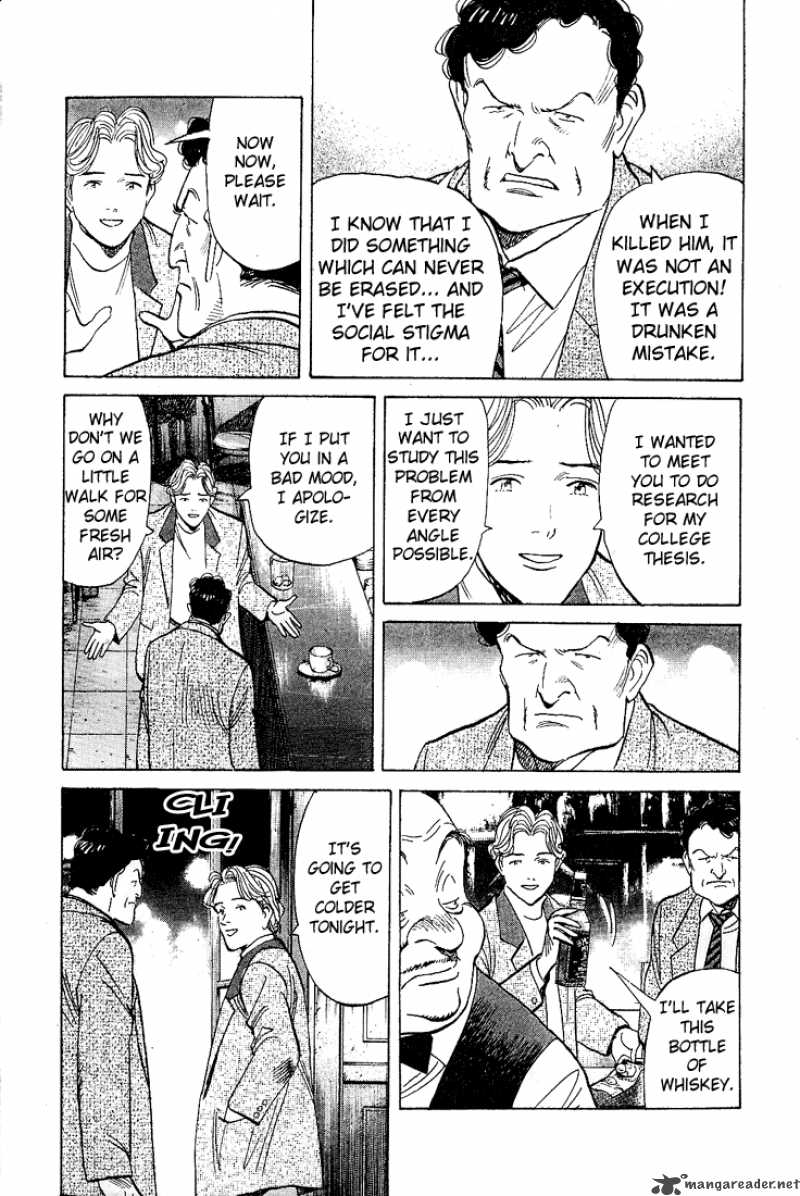 WHEN I
KILLED HIM, IT
WAS NOT AN
EXECUTION!
IT WAS A
DRUNKEN
MISTAKE.
I KNOW THAT I
DID SOMETHING
WHICH CAN NEVER
BE ERASED... AND
I'VE FELT THE
SOCIAL STIGMA
FOR IT...
NOW
NOW,
PLEASE
WAIT.
I WANTED
TO MEET
YOU TO DO
RESEARCH
FOR MY
COLLEGE
THESIS.
I JUST
WANT TO
STUDY THIS
PROBLEM
FROM
EVERY
ANGLE
POSSIBLE.
IF I PUT
YOU IN A
BAD MOOD,
I APOLO-
GIZE.
WHY
DON'T WE
GO ON A
LITTLE
WALK FOR
SOME
FRESH
AIR?
I'LL TAKE
THIS
BOTTLE
OF
WHISKEY.
IT'S
GOING TO
GET
COLDER
TONIGHT.
CLI
ING!
mangareader.net